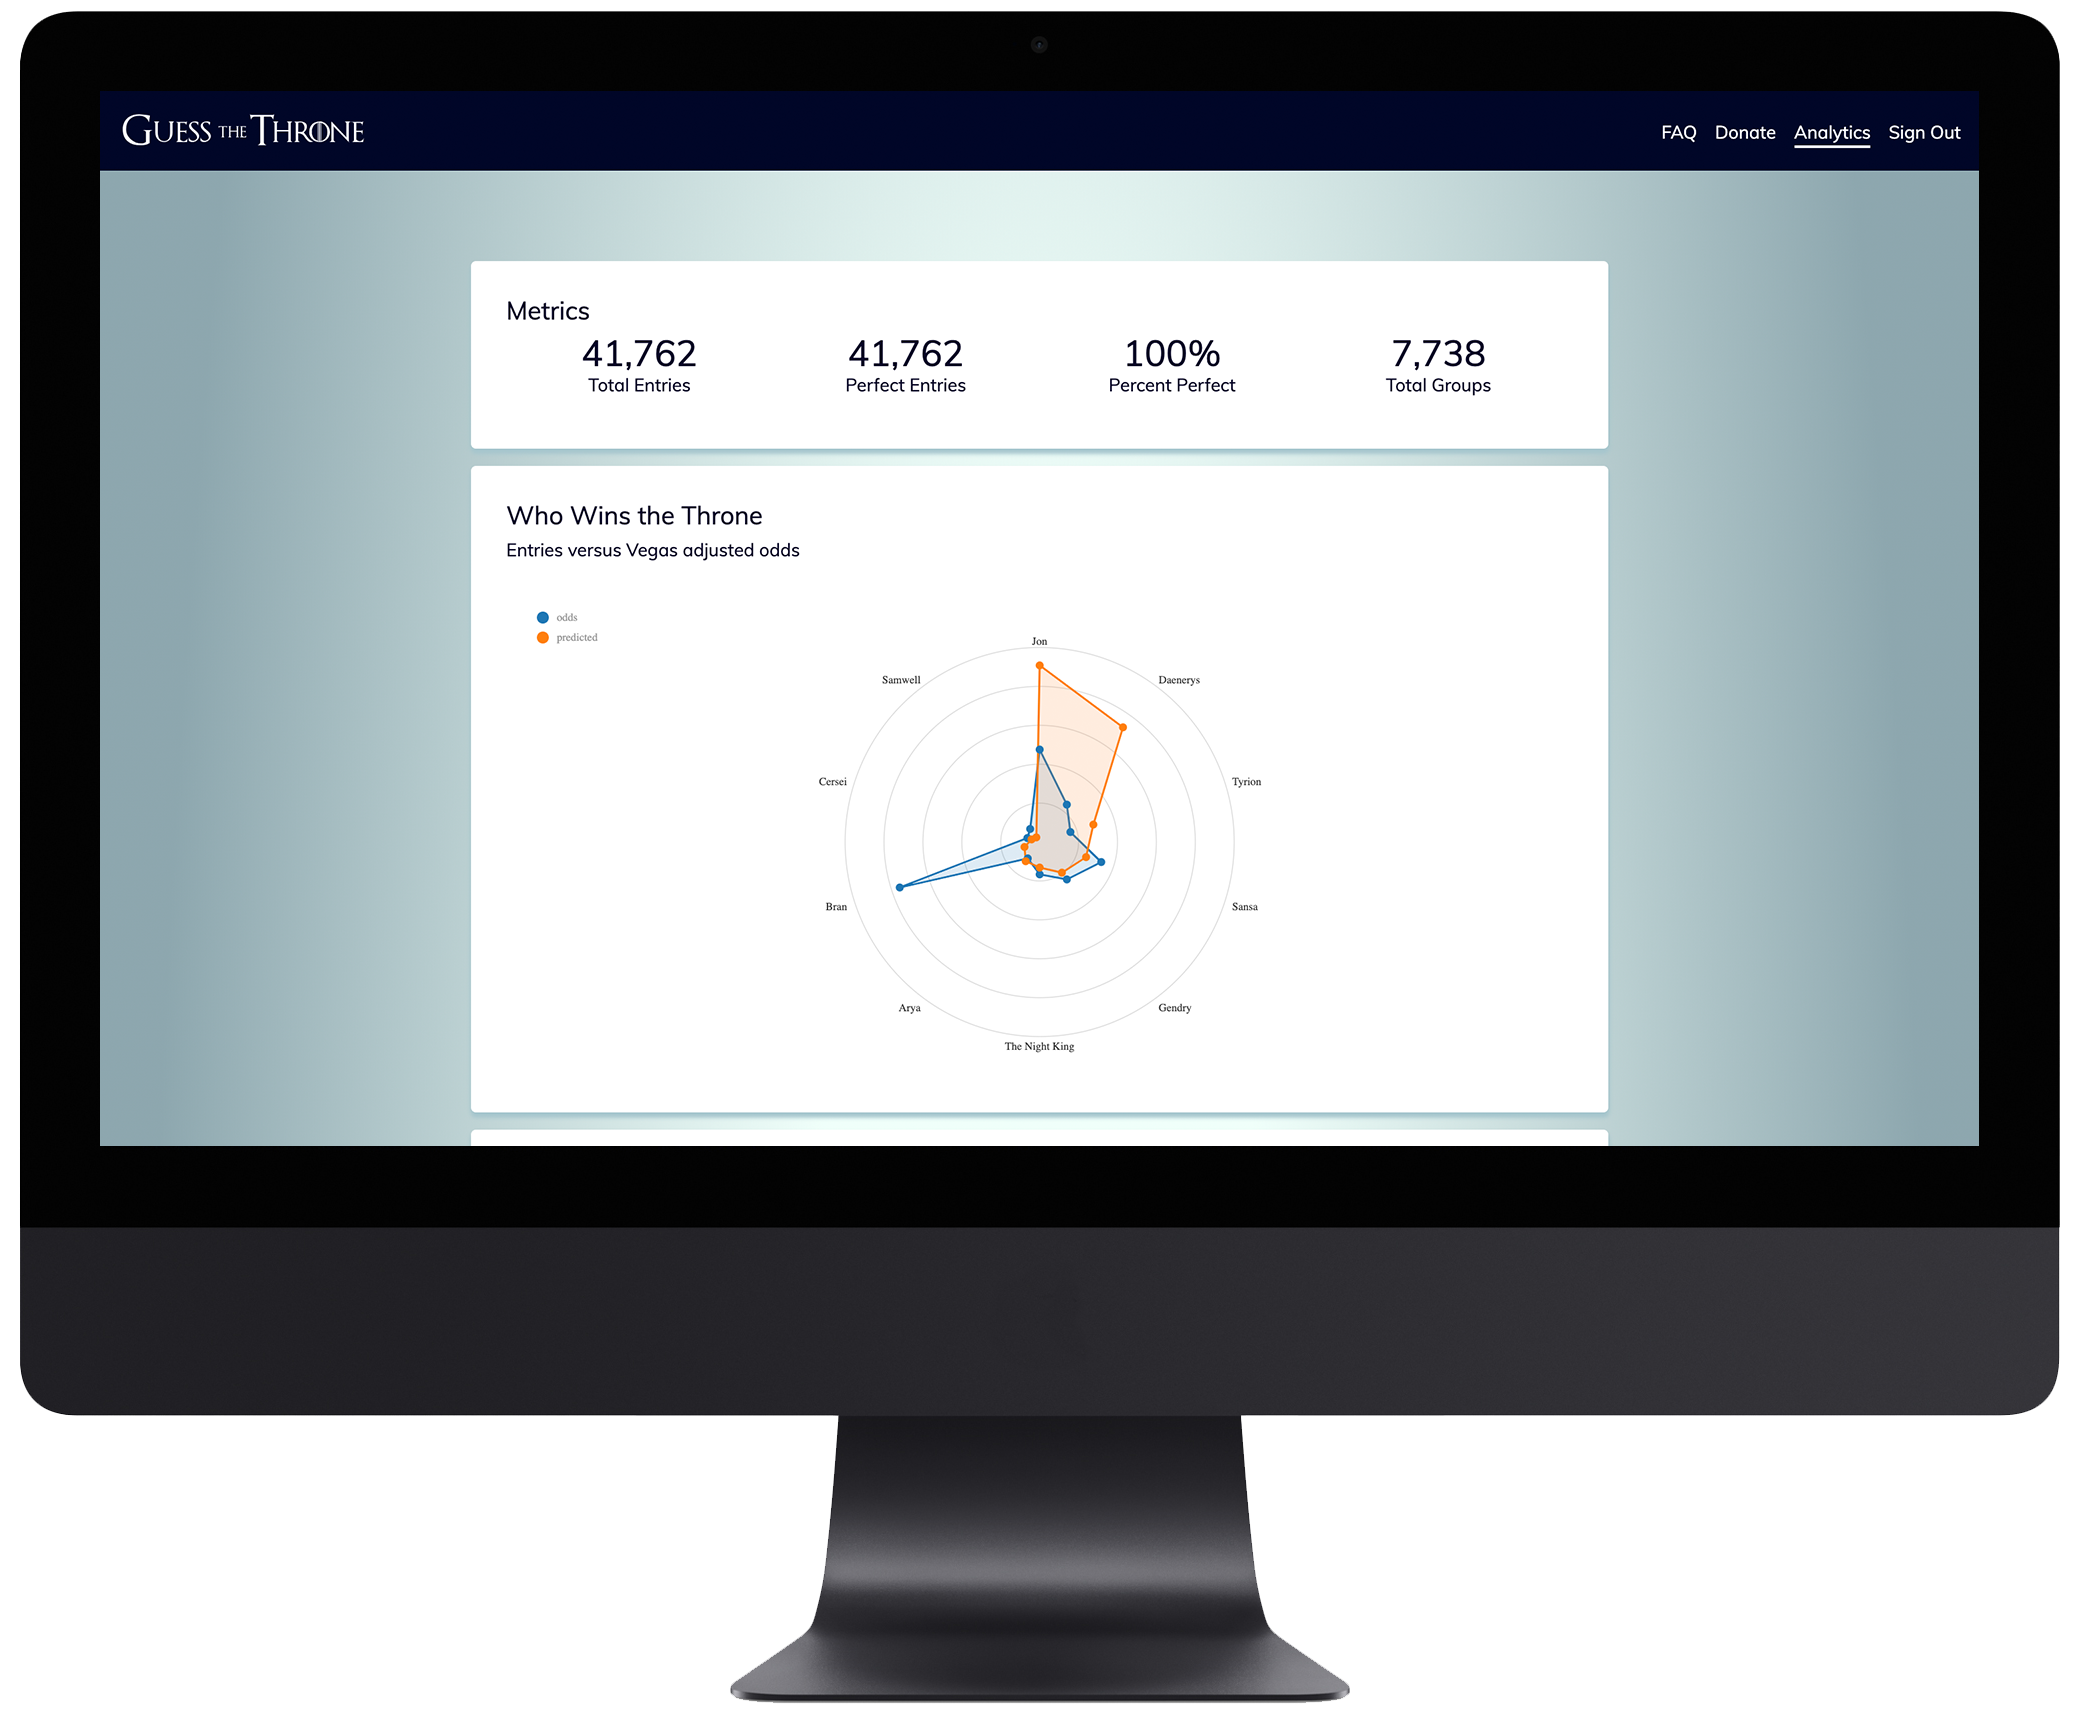 GUESS THE THRONE
FAQ Donate Analytics Sign Out
Metrics
41,762 41,762 100% 7,738
Total Entries Perfect Entries Percent Perfect Total Groups
Who Wins the Throne
Entries versus Vegas adjusted odds
odds
predicted
Jon
Samwell Daenerys
Cersei Tyrion
Bran Sansa
Arya Gendry
The Night King